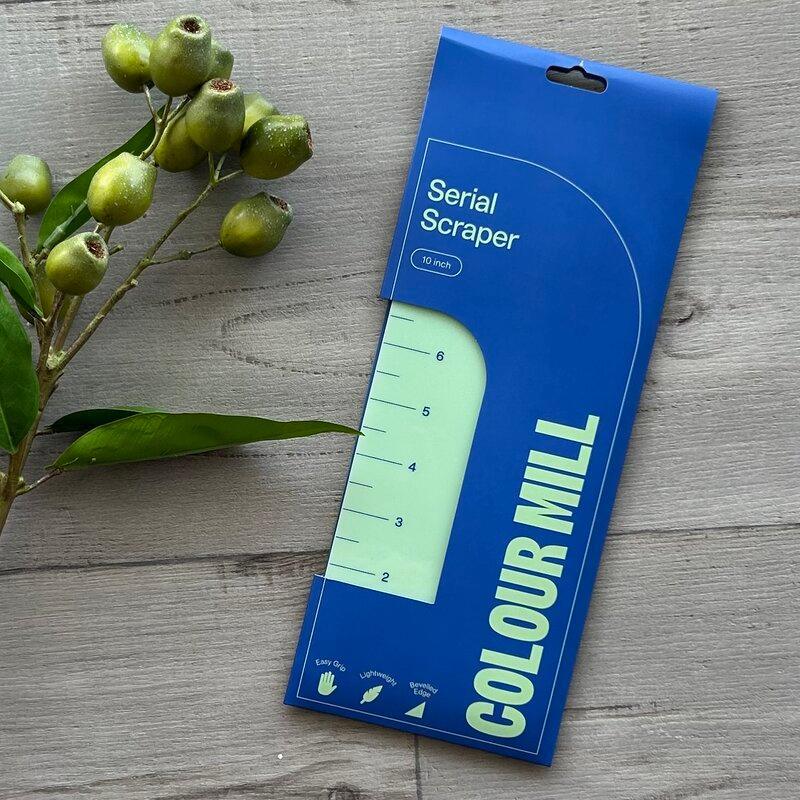 Serial
Scraper
10 inch
6
5
4
3
2
COLOUR MILL
Easy Grip
Lightweight
Bevelled
Edge